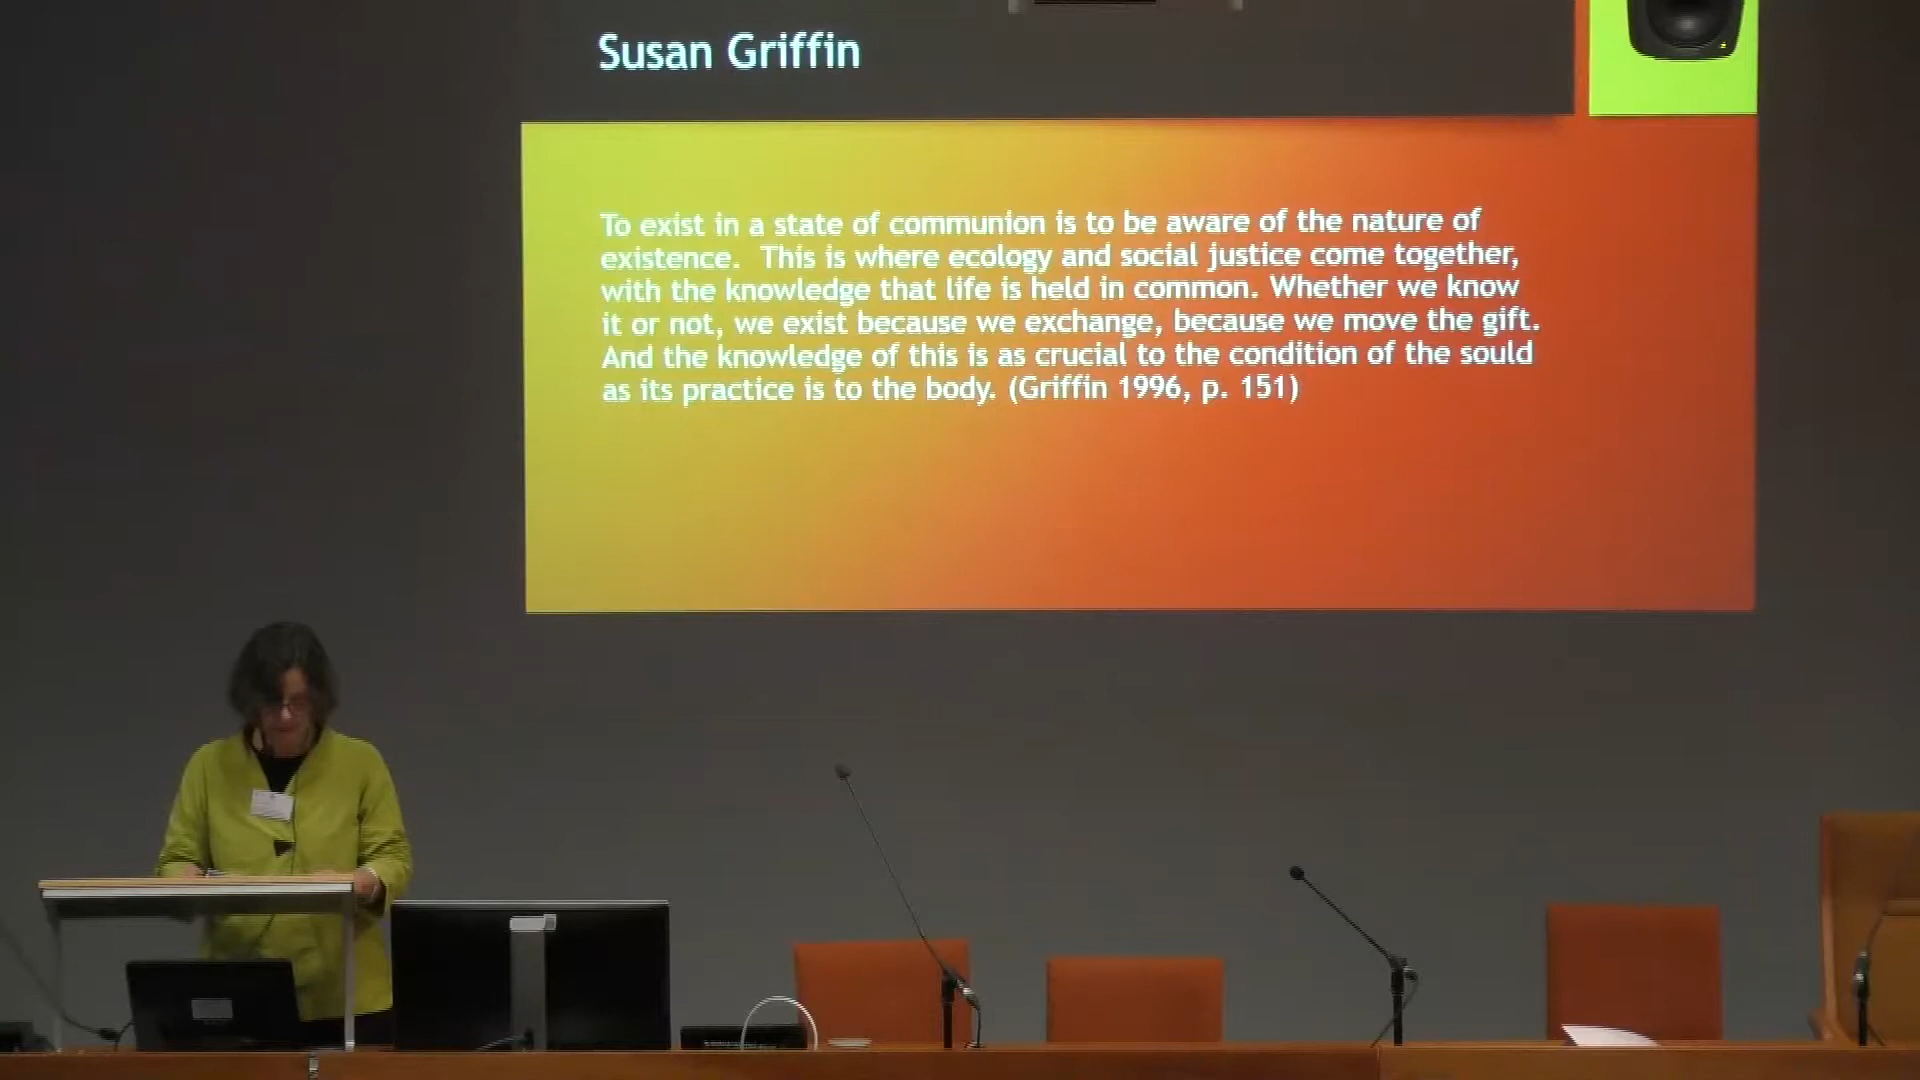 Susan Griffin
To exist in a state of communion is to be aware of the nature of
existence.  This is where ecology and social justice come together,
with the knowledge that life is held in common. Whether we know
it or not, we exist because we exchange, because we move the gift.
And the knowledge of this is as crucial to the condition of the sould
as its practice is to the body. (Griffin 1996, p. 151)